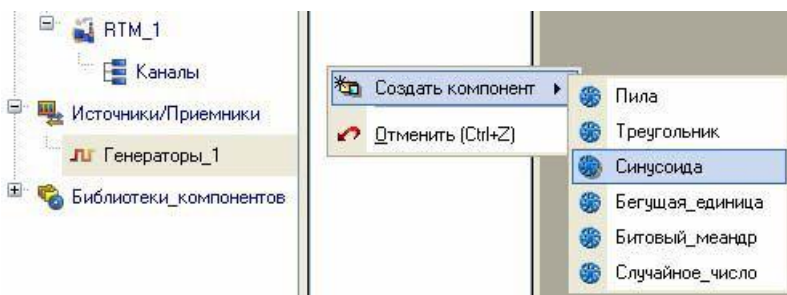 RTM_1
Каналы
Источники/Приемники
Генераторы_1
Библиотеки_компонентов
Создать компонент
Отменить (Ctrl+Z)
Пила
Треугольник
Синусоида
Бегущая_единица
Битовый_меандр
Случайное_число